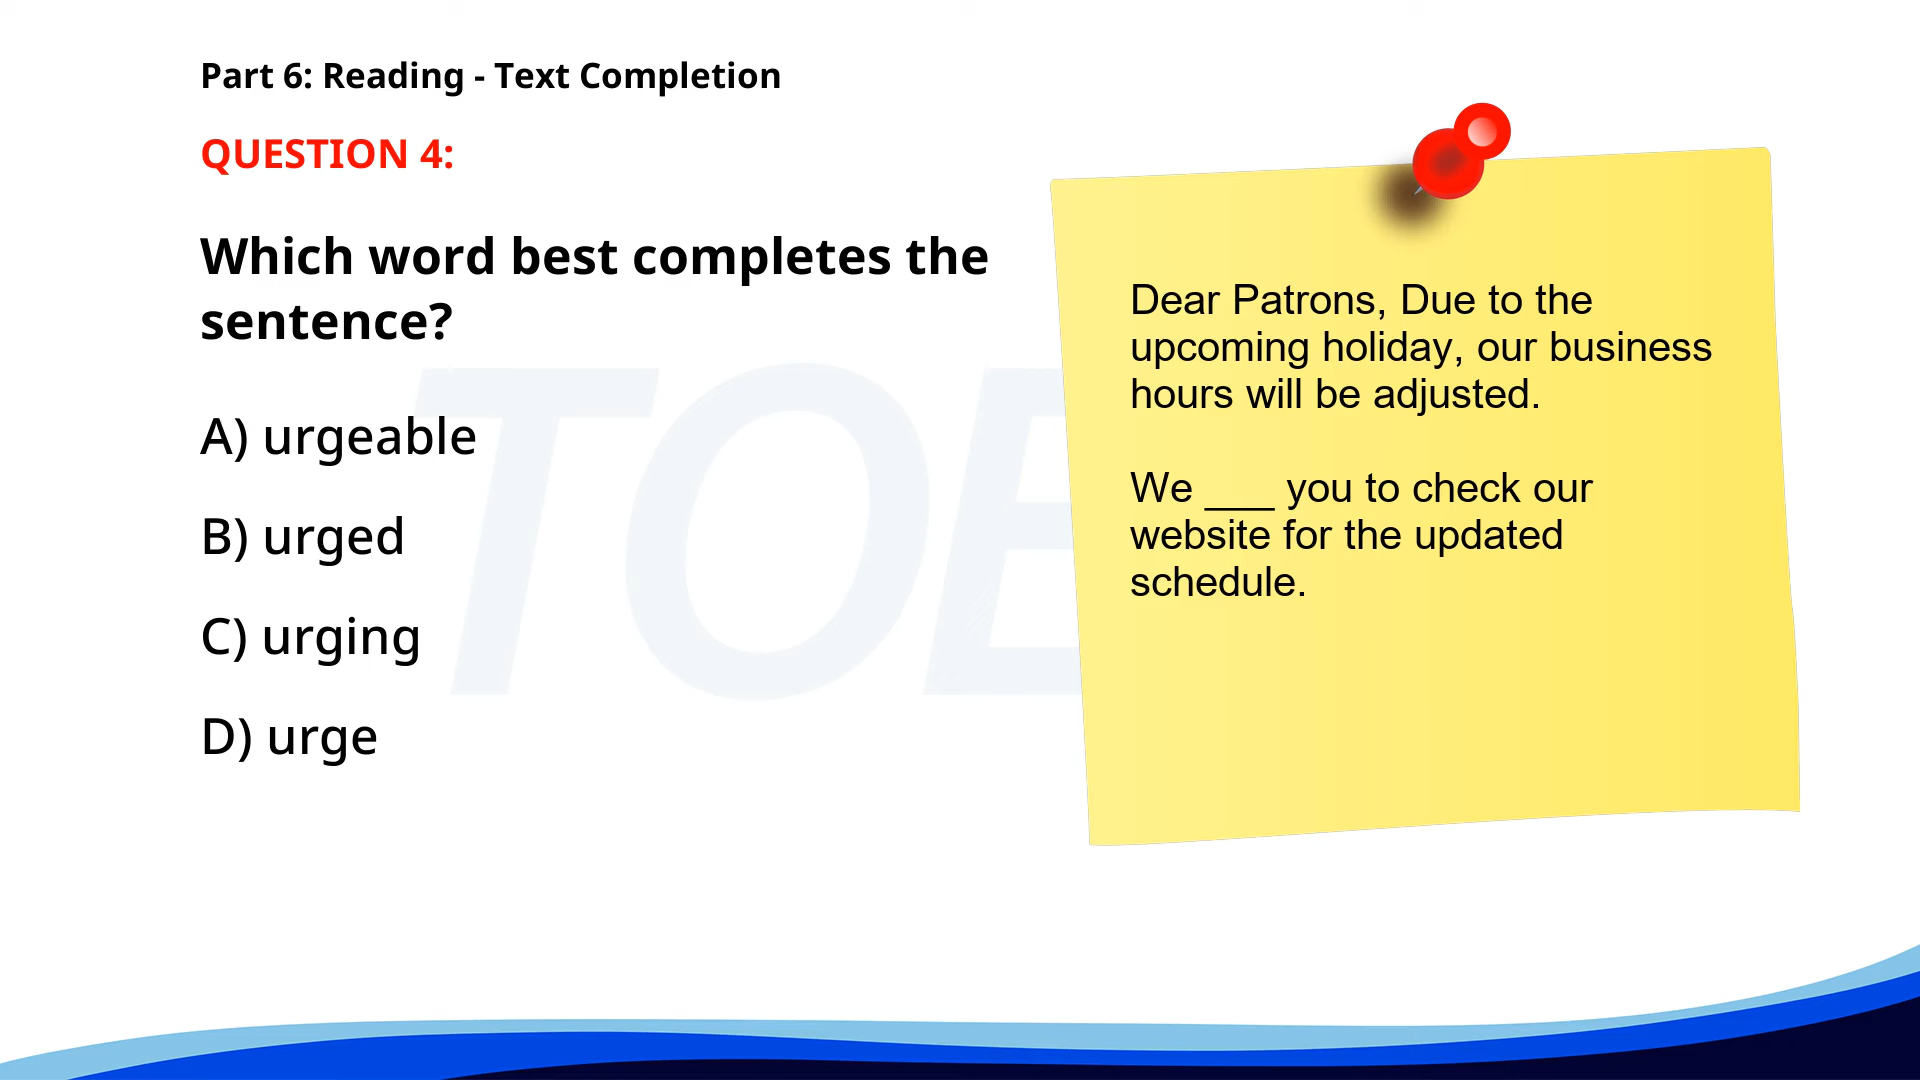 Part 6: Reading - Text Completion
QUESTION 4:
Which word best completes the
sentence?
A) urgeable
B) urged
C) urging
D) urge
Dear Patrons, Due to the
upcoming holiday, our business
hours will be adjusted.
We ___ you to check our
website for the updated
schedule.
TOE